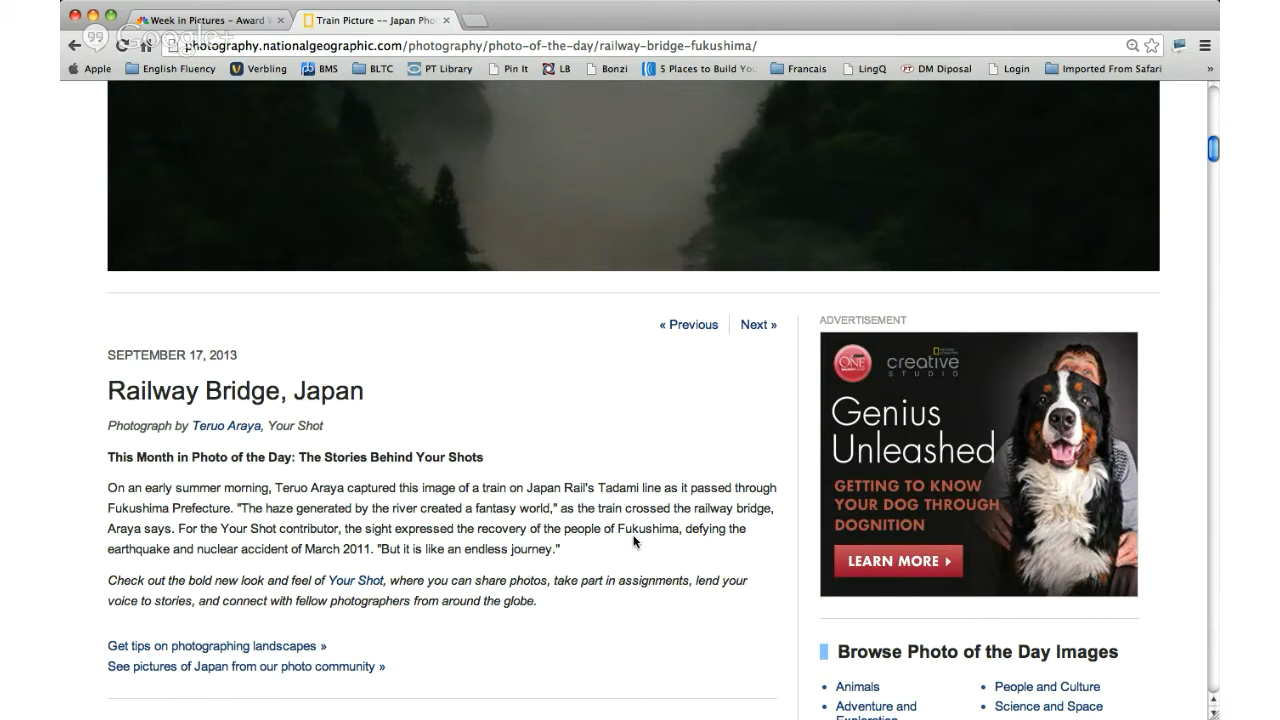 Week in Pictures - Award
Train Picture -- Japan Pho
Google+
photography.nationalgeographic.com/photography/photo-of-the-day/railway-bridge-fukushima/
Apple English Fluency Verbling BMS BLTC PT Library Pin It LB Bonzi 5 Places to Build Yo Francais LingQ DM Diposal Login Imported From Safari »
« Previous Next »
SEPTEMBER 17, 2013
Railway Bridge, Japan
Photograph by Teruo Araya, Your Shot
This Month in Photo of the Day: The Stories Behind Your Shots
On an early summer morning, Teruo Araya captured this image of a train on Japan Rail's Tadami line as it passed through
Fukushima Prefecture. "The haze generated by the river created a fantasy world," as the train crossed the railway bridge,
Araya says. For the Your Shot contributor, the sight expressed the recovery of the people of Fukushima, defying the
earthquake and nuclear accident of March 2011. "But it is like an endless journey."
Check out the bold new look and feel of Your Shot, where you can share photos, take part in assignments, lend your
voice to stories, and connect with fellow photographers from around the globe.
Get tips on photographing landscapes »
See pictures of Japan from our photo community »
ADVERTISEMENT
ONE
creative
STUDIO
Genius
Unleashed
GETTING TO KNOW
YOUR DOG THROUGH
DOGNITION
LEARN MORE
Browse Photo of the Day Images
• Animals
• People and Culture
• Adventure and
Exploration
• Science and Space